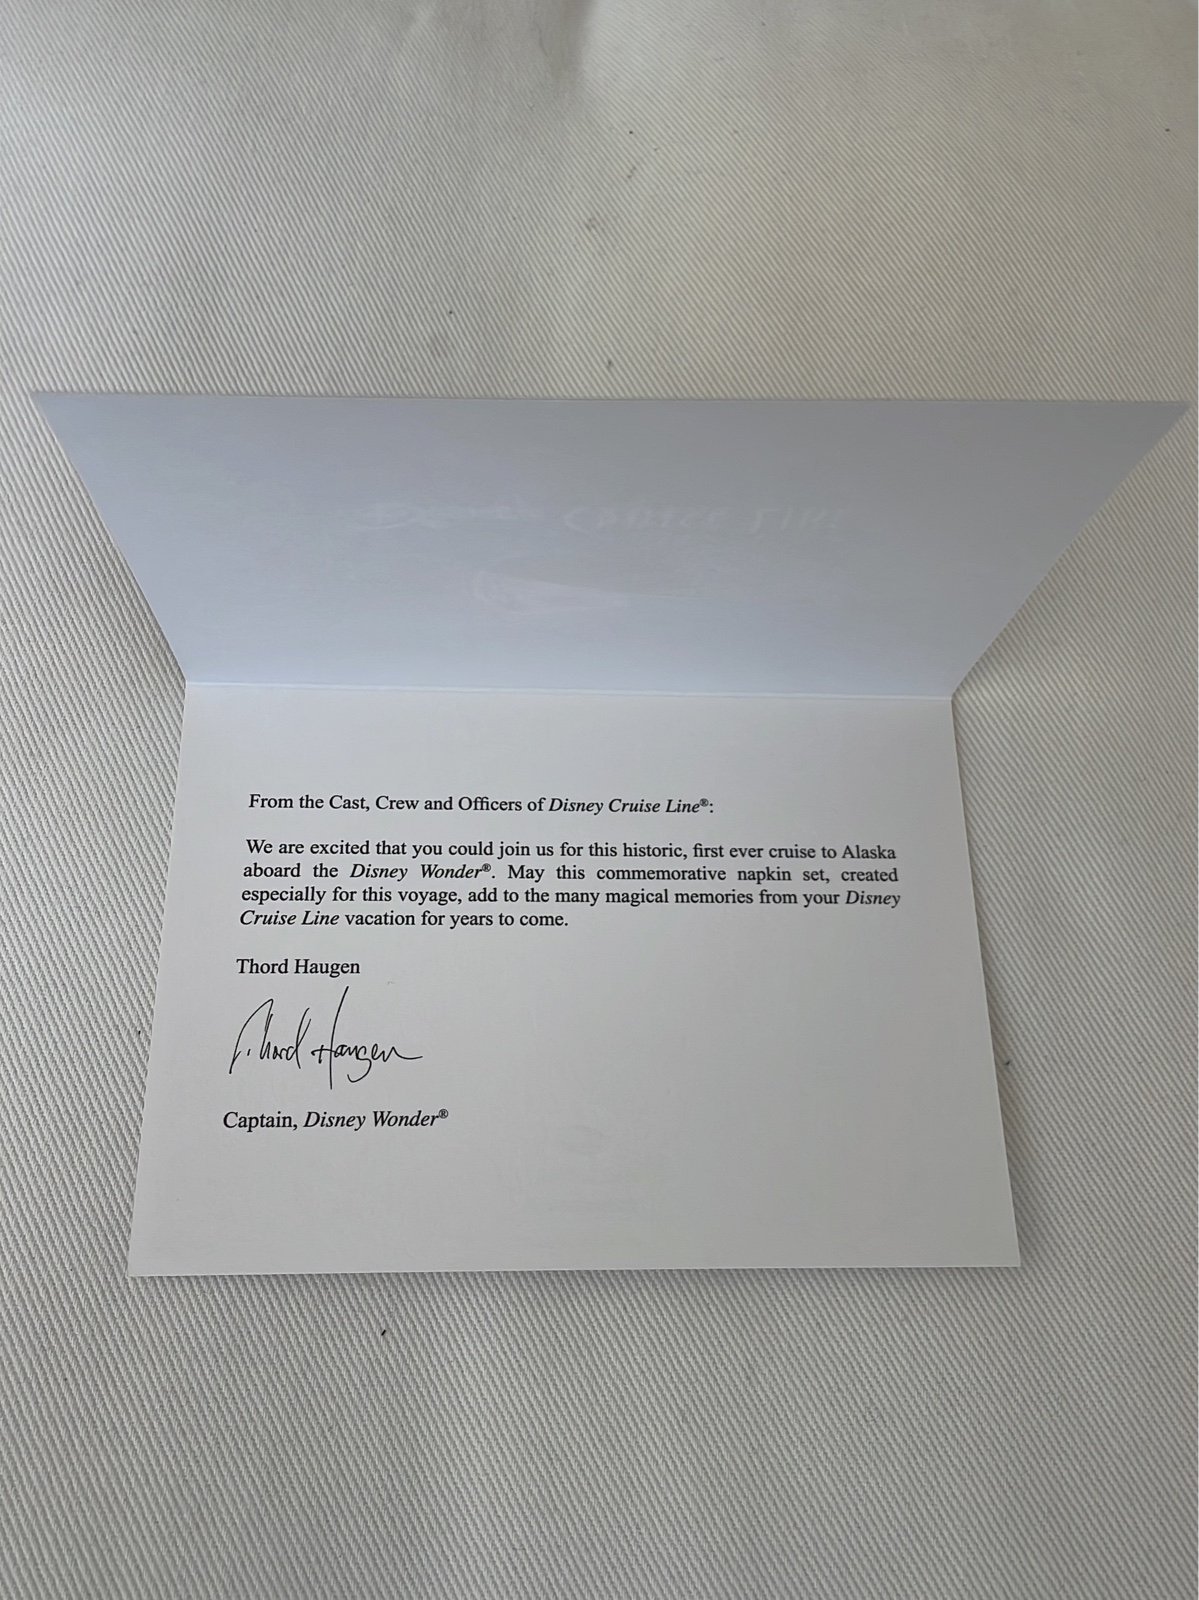 From the Cast, Crew and Officers of Disney Cruise Line®:
We are excited that you could join us for this historic, first ever cruise to Alaska
aboard the Disney Wonder®. May this commemorative napkin set, created
especially for this voyage, add to the many magical memories from your Disney
Cruise Line vacation for years to come.
Thord Haugen
Thord Haugen
Captain, Disney Wonder®